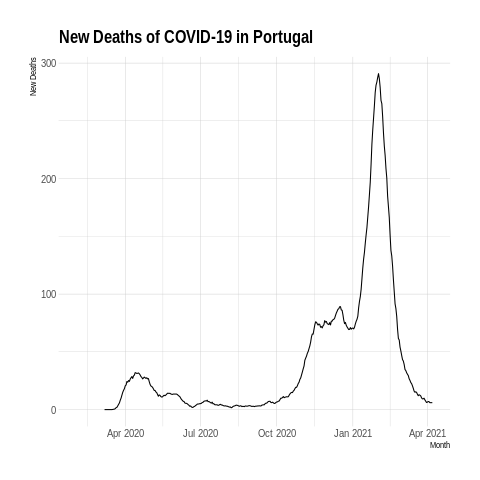 New Deaths of COVID-19 in Portugal
New Deaths
300
200
100
0
Apr 2020 Jul 2020 Oct 2020 Jan 2021 Apr 2021
Month